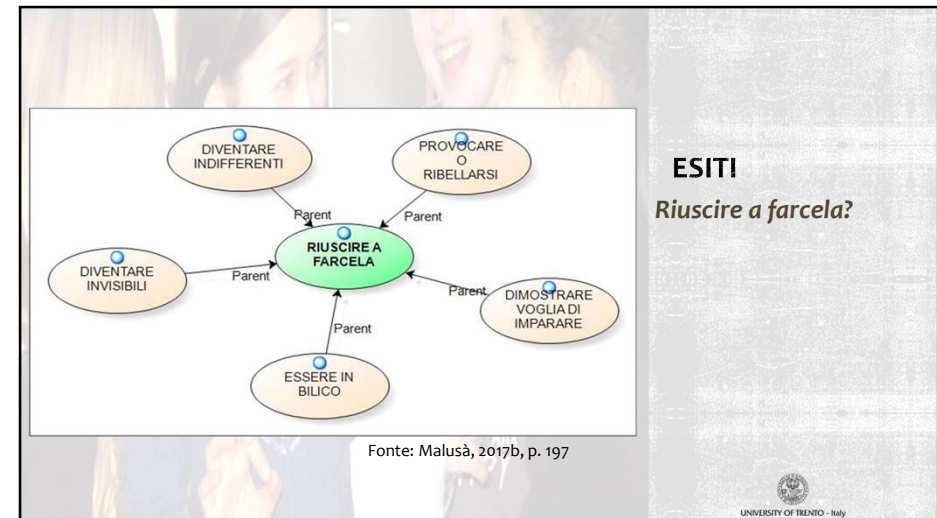 DIVENTARE
INDIFFERENTI
PROVOCARE
O
RIBELLARSI
Parent
Parent
RIUSCIRE A
FARCELA
DIVENTARE
INVISIBILI
Parent
Parent
DIMOSTRARE
VOGLIA DI
IMPARARE
Parent
ESSERE IN
BILICO
Fonte: Malusà, 2017b, p. 197
ESITI
Riuscire a farcela?
UNIVERSITY OF TRENTO - Italy